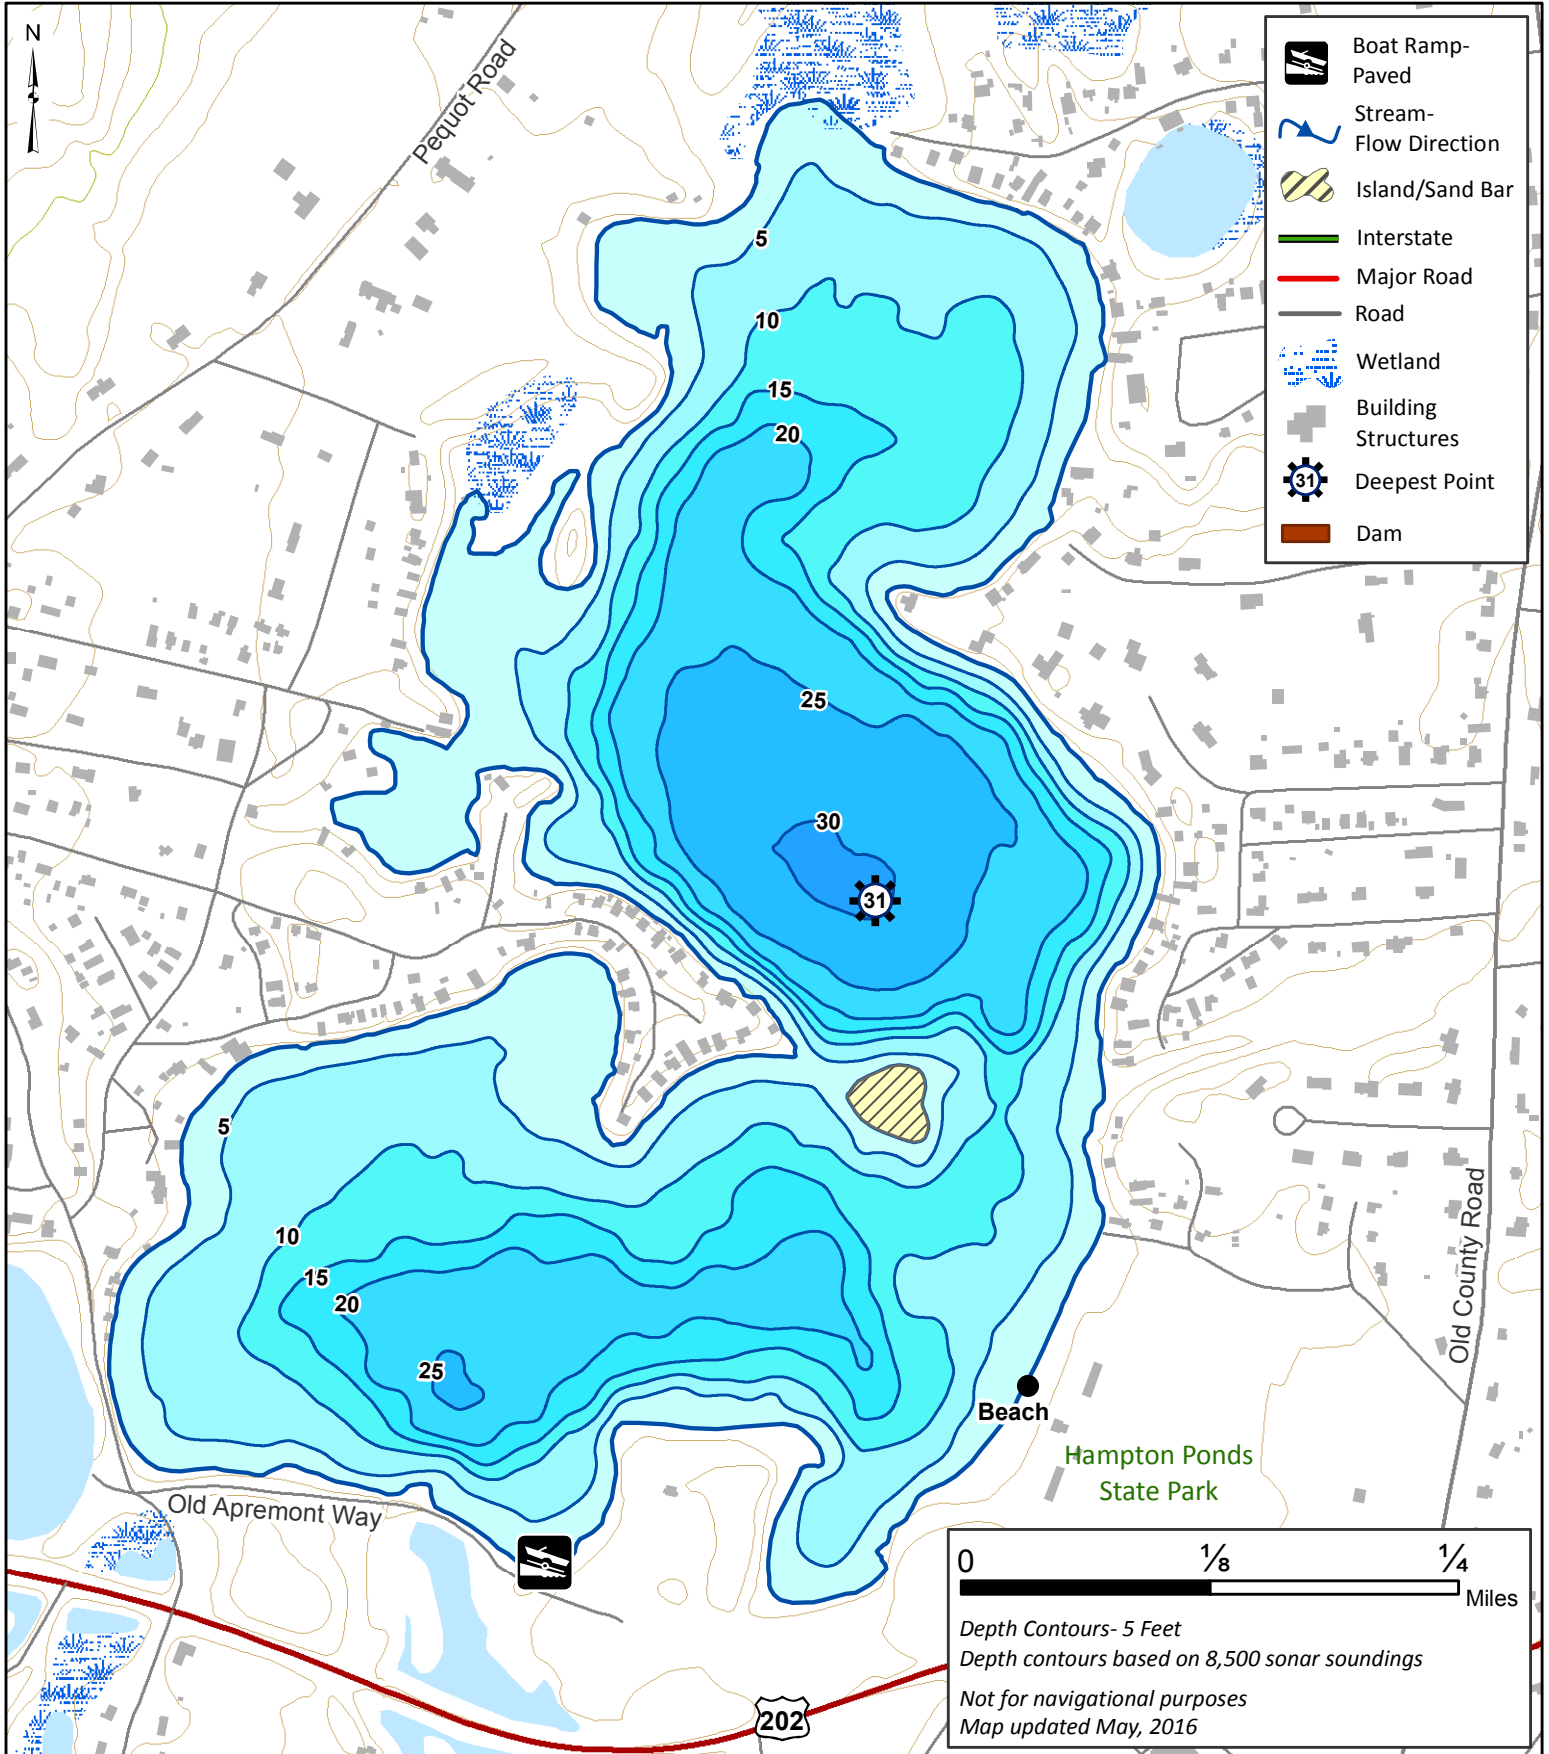 N
Pequot Road
Boat Ramp-
Paved
Stream-
Flow Direction
Island/Sand Bar
Interstate
Major Road
Road
Wetland
Building
Structures
31
Deepest Point
Dam
5
10
15
20
25
30
31
5
10
15
20
25
Beach
Old County Road
Hampton Ponds
State Park
Old Apremont Way
202
0 ⅛ ¼
Miles
Depth Contours- 5 Feet
Depth contours based on 8,500 sonar soundings
Not for navigational purposes
Map updated May, 2016